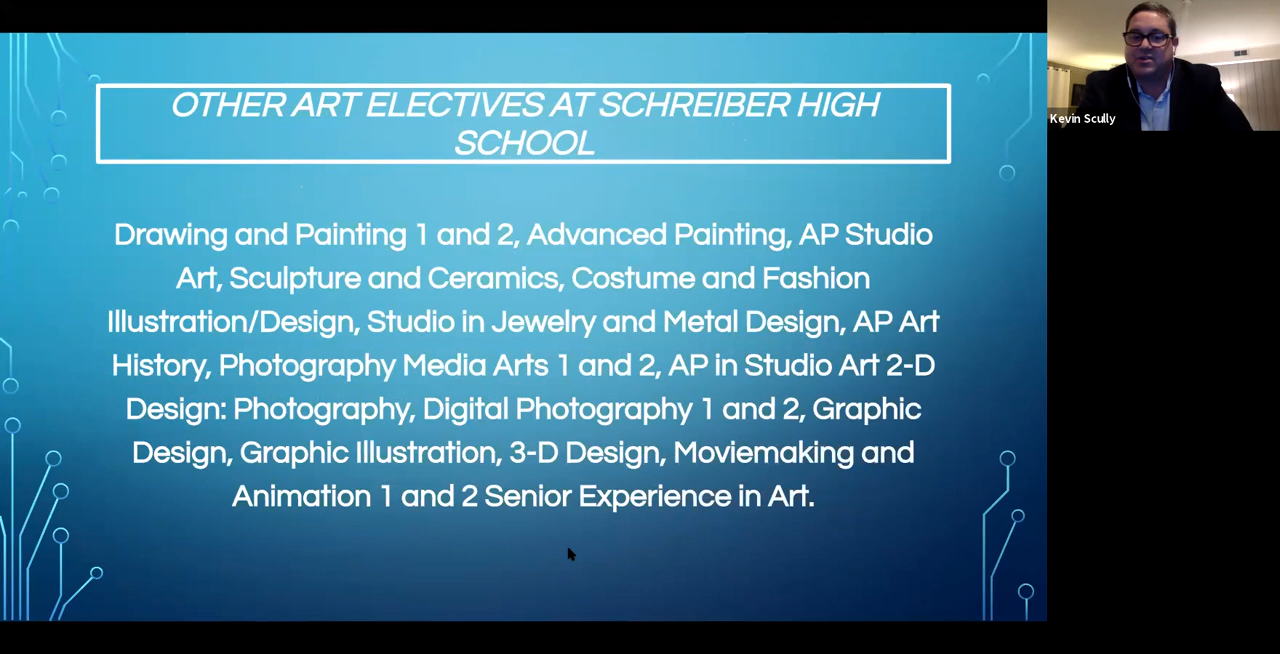 OTHER ART ELECTIVES AT SCHREIBER HIGH
SCHOOL
Drawing and Painting 1 and 2, Advanced Painting, AP Studio
Art, Sculpture and Ceramics, Costume and Fashion
Illustration/Design, Studio in Jewelry and Metal Design, AP Art
History, Photography Media Arts 1 and 2, AP in Studio Art 2-D
Design: Photography, Digital Photography 1 and 2, Graphic
Design, Graphic Illustration, 3-D Design, Moviemaking and
Animation 1 and 2 Senior Experience in Art.
Kevin Scully